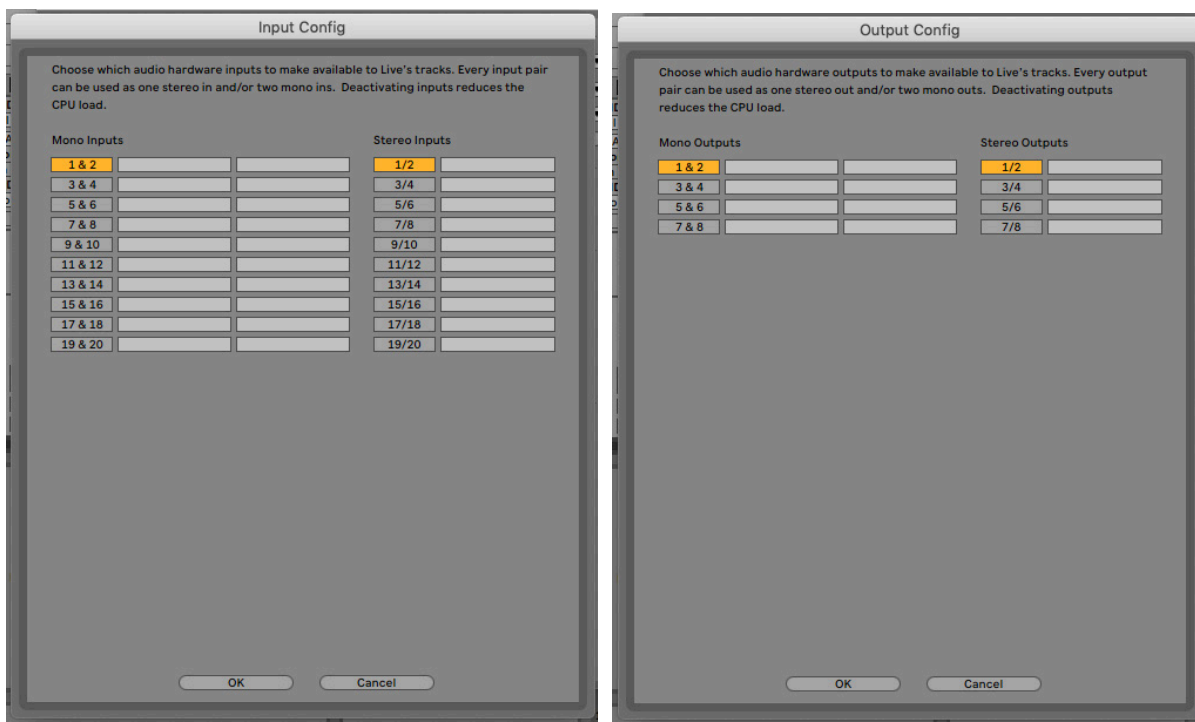 Input Config
Choose which audio hardware inputs to make available to Live's tracks. Every input pair
can be used as one stereo in and/or two mono ins. Deactivating inputs reduces the
CPU load.
Mono Inputs Stereo Inputs
1 & 2 1/2
3 & 4 3/4
5 & 6 5/6
7 & 8 7/8
9 & 10 9/10
11 & 12 11/12
13 & 14 13/14
15 & 16 15/16
17 & 18 17/18
19 & 20 19/20
OK Cancel
Output Config
Choose which audio hardware outputs to make available to Live's tracks. Every output
pair can be used as one stereo out and/or two mono outs. Deactivating outputs
reduces the CPU load.
Mono Outputs Stereo Outputs
1 & 2 1/2
3 & 4 3/4
5 & 6 5/6
7 & 8 7/8
OK Cancel